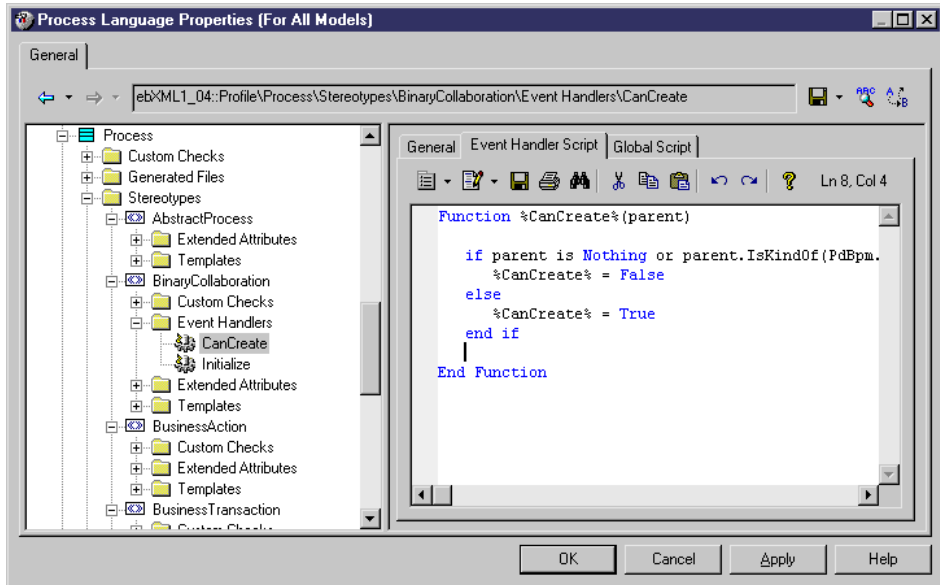 Process Language Properties (For All Models)
General
ebXML1_04::Profile\Process\Stereotypes\BinaryCollaboration\Event Handlers\CanCreate
ABC
A
B
Process
Custom Checks
Generated Files
Stereotypes
AbstractProcess
Extended Attributes
Templates
BinaryCollaboration
Custom Checks
Event Handlers
CanCreate
Initialize
Extended Attributes
Templates
BusinessAction
Custom Checks
Extended Attributes
Templates
BusinessTransaction
Custom Checks
General Event Handler Script Global Script
Ln 8, Col 4
Function %CanCreate%(parent)
if parent is Nothing or parent.IsKindOf(PdBpm.
%CanCreate% = False
else
%CanCreate% = True
end if
End Function
OK Cancel Apply Help